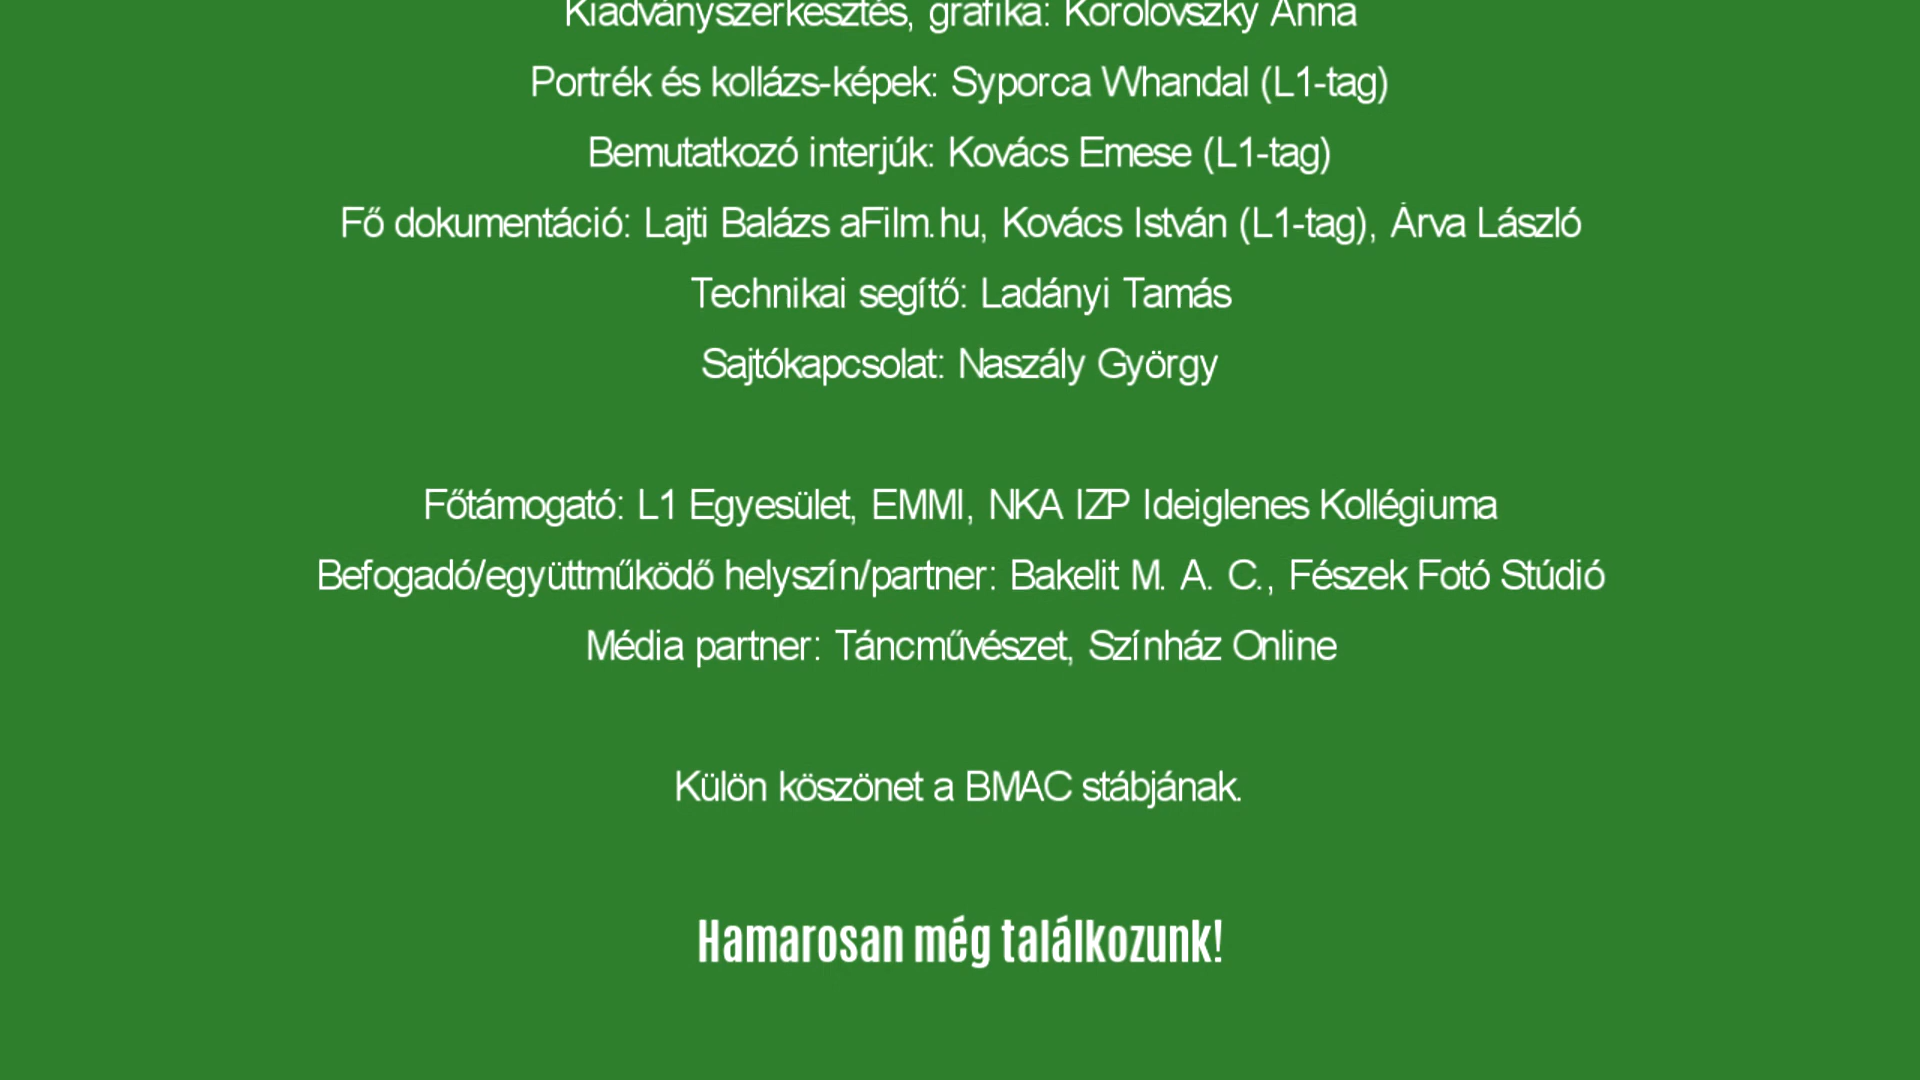 Kiadványszerkesztés, grafika: Korolovszky Anna
Portrék és kollázs-képek: Syporca Whandal (L1-tag)
Bemutatkozó interjúk: Kovács Emese (L1-tag)
Fő dokumentáció: Lajti Balázs aFilm.hu, Kovács István (L1-tag), Árva László
Technikai segítő: Ladányi Tamás
Sajtókapcsolat: Naszály György
Főtámogató: L1 Egyesület, EMMI, NKA IZP Ideiglenes Kollégiuma
Befogadó/együttműködő helyszín/partner: Bakelit M. A. C., Fészek Fotó Stúdió
Média partner: Táncművészet, Színház Online
Külön köszönet a BMAC stábjának.
Hamarosan még találkozunk!